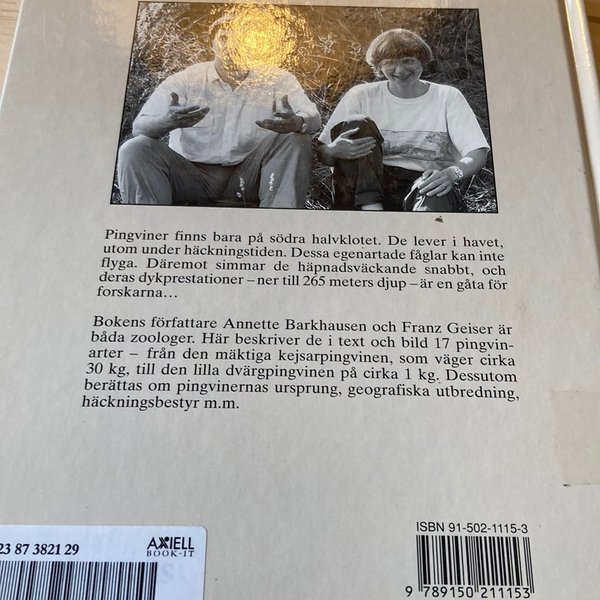 Pingviner finns bara på södra halvklotet. De lever i havet,
utom under häckningstiden. Dessa egenartade fåglar kan inte
flyga. Däremot simmar de häpnadsväckande snabbt, och
deras dykprestationer – ner till 265 meters djup – är en gåta för
forskarna…
Bokens författare Annette Barkhausen och Franz Geiser är
båda zoologer. Här beskriver de i text och bild 17 pingvin-
arter – från den mäktiga kejsarpingvinen, som väger cirka
30 kg, till den lilla dvärgpingvinen på cirka 1 kg. Dessutom
berättas om pingvinernas ursprung, geografiska utbredning,
häckningsbestyr m.m.
23 87 3821 29
AXIELL
BOOK-IT
ISBN 91-502-1115-3
9 789150 211153